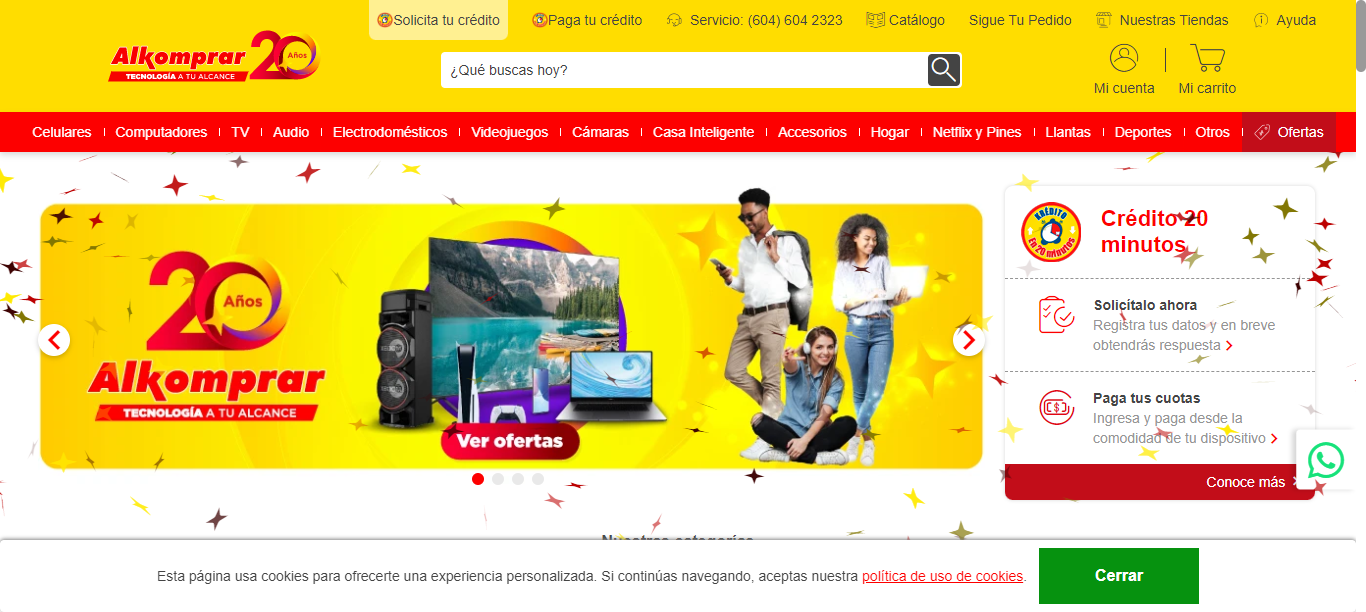 Solicita tu crédito
Paga tu crédito
Servicio: (604) 604 2323
Catálogo
Sigue Tu Pedido
Nuestras Tiendas
Ayuda
Alkomprar 20 Años
TECNOLOGÍA A TU ALCANCE
¿Qué buscas hoy?
Mi cuenta
Mi carrito
Celulares
Computadores
TV
Audio
Electrodomésticos
Videojuegos
Cámaras
Casa Inteligente
Accesorios
Hogar
Netflix y Pines
Llantas
Deportes
Otros
Ofertas
20 Años
Alkomprar
TECNOLOGÍA A TU ALCANCE
Ver ofertas
KRÉDITO
En 20 minutos
Crédito 20
minutos
Solicítalo ahora
Registra tus datos y en breve
obtendrás respuesta
Paga tus cuotas
Ingresa y paga desde la
comodidad de tu dispositivo
Conoce más
Nuestras categorías
Esta página usa cookies para ofrecerte una experiencia personalizada. Si continúas navegando, aceptas nuestra política de uso de cookies.
Cerrar